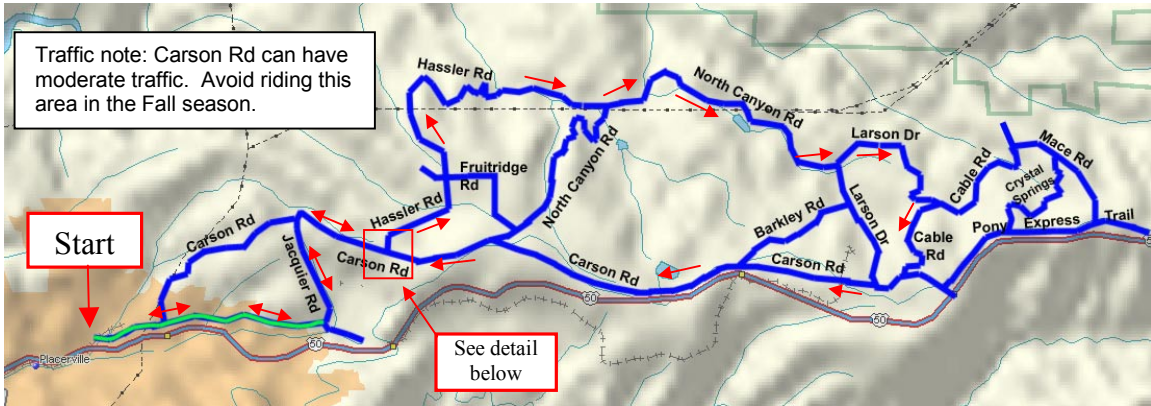 Traffic note: Carson Rd can have
moderate traffic. Avoid riding this
area in the Fall season.
Hassler Rd
North Canyon Rd
Larson Dr
Mace Rd
Cable Rd
Crystal
Springs
Fruitridge
Rd
North Canyon Rd
Hassler Rd
Barkley Rd
Larson Dr
Carson Rd
Start
Jacquier Rd
Carson Rd
Carson Rd
Carson Rd
Cable
Rd
Pony Express Trail
50
50
50
50
Placerville
See detail
below